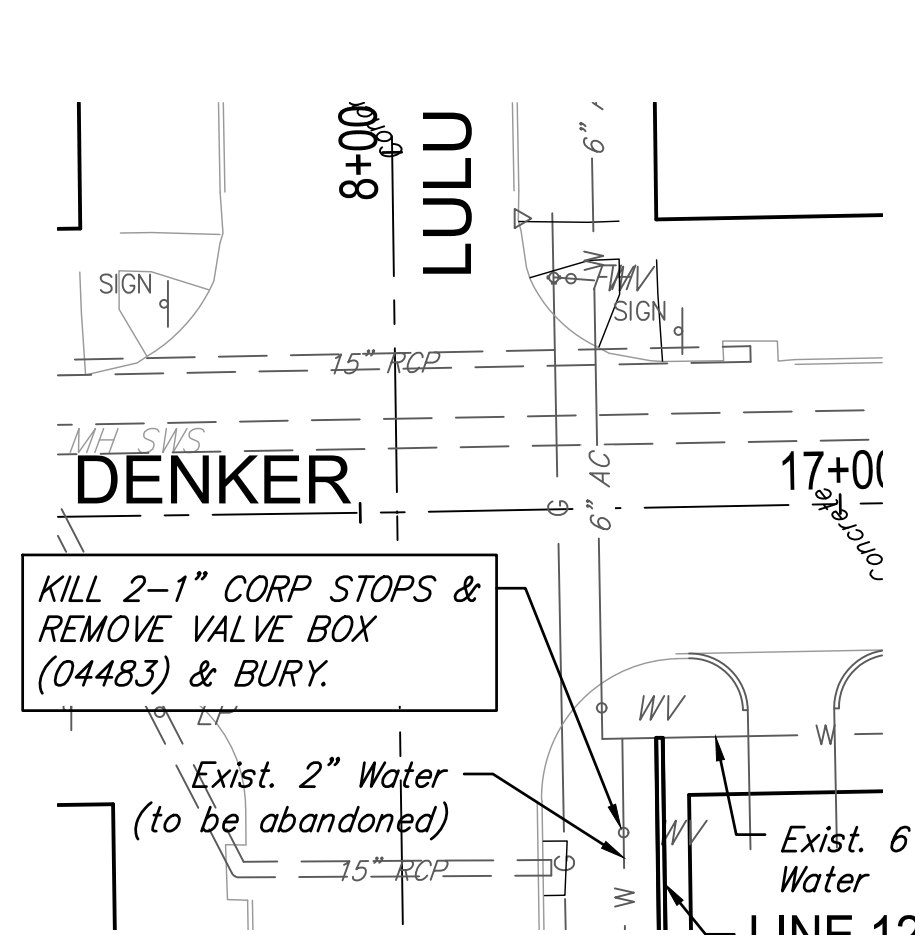 8+00
LULU
6"
W
FHWV
SIGN
SIGN
15" RCP
MH SWS
DENKER
17+00
G
6" AC
KILL 2-1" CORP STOPS &
REMOVE VALVE BOX
(04483) & BURY.
WV
W
Exist. 2" Water
(to be abandoned)
WV
Exist. 6
Water
15" RCP
G
W
LINE 12